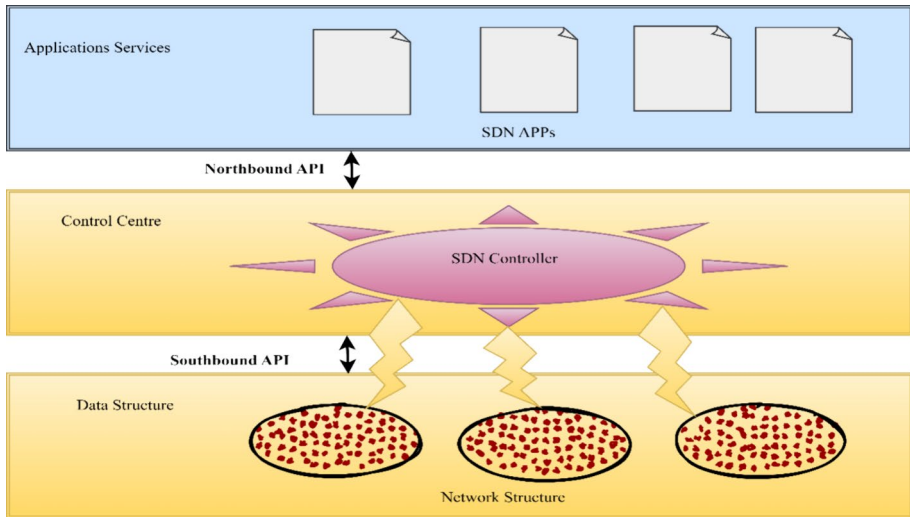 Applications Services
SDN APPs
Northbound API
Control Centre
SDN Controller
Southbound API
Data Structure
Network Structure